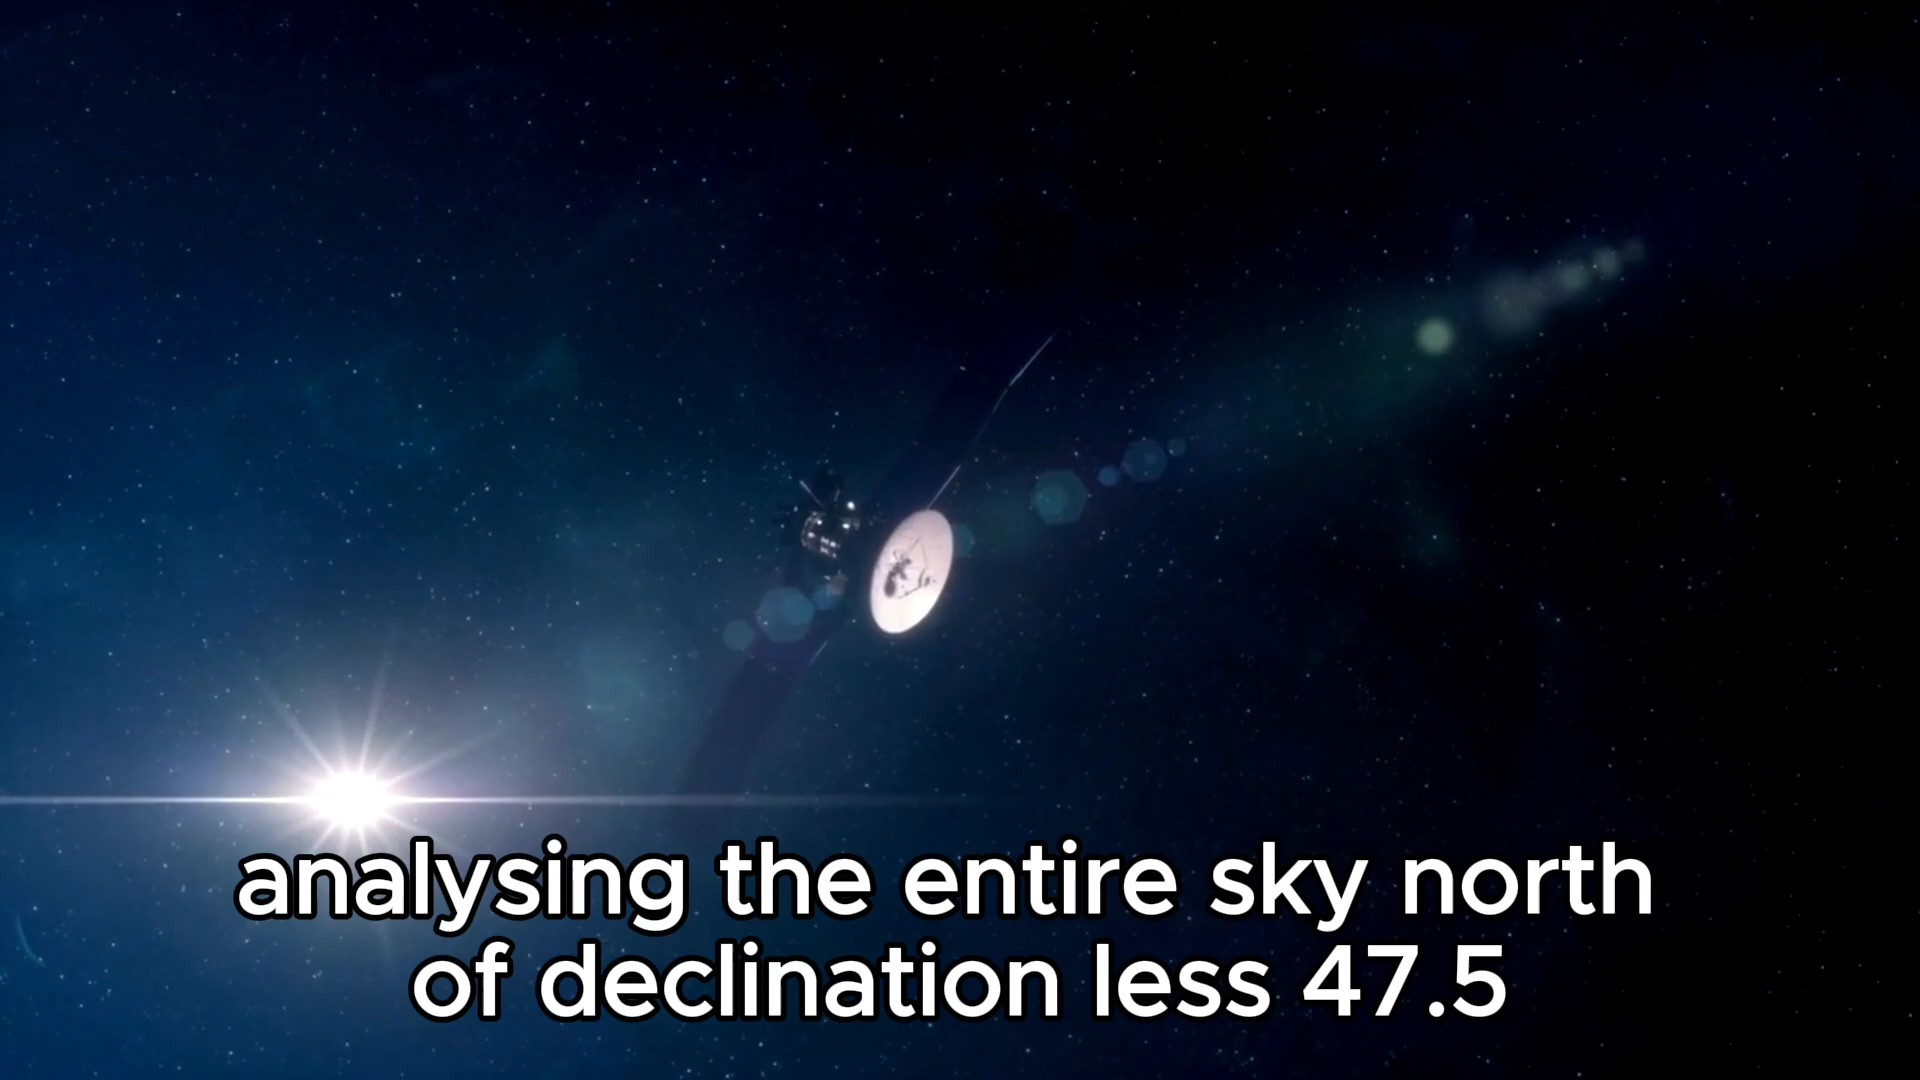 analysing the entire sky north
of declination less 47.5